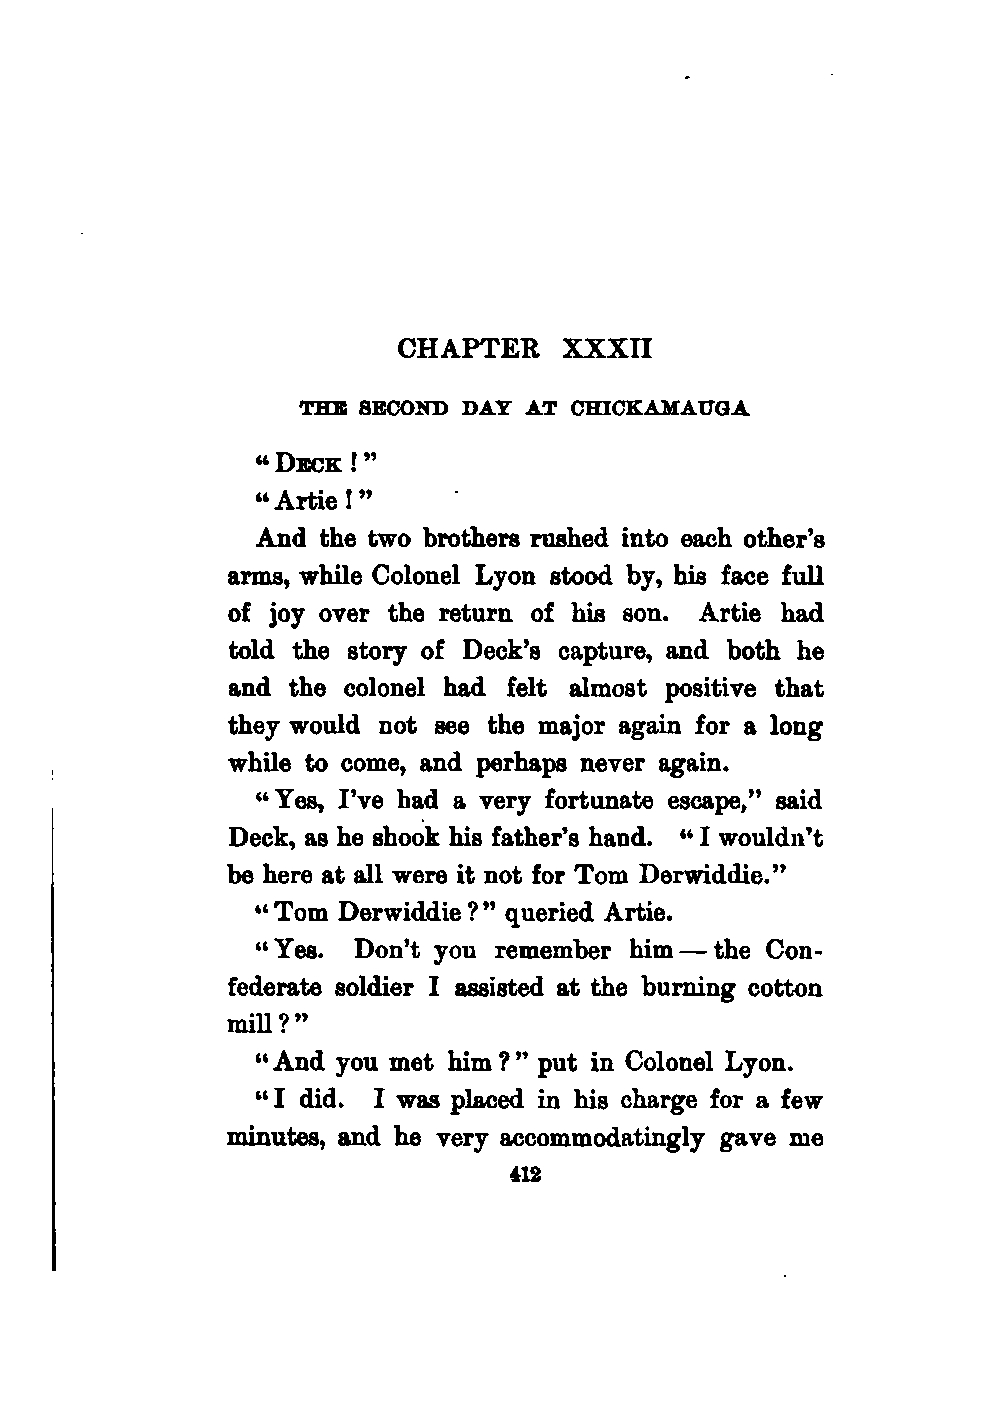 CHAPTER XXXII
THE SECOND DAY AT CHICKAMAUGA
“DECK!”
“Artie!”
And the two brothers rushed into each other’s
arms, while Colonel Lyon stood by, his face full
of joy over the return of his son. Artie had
told the story of Deck’s capture, and both he
and the colonel had felt almost positive that
they would not see the major again for a long
while to come, and perhaps never again.
“Yes, I’ve had a very fortunate escape,” said
Deck, as he shook his father’s hand. “I wouldn’t
be here at all were it not for Tom Derwiddie.”
“Tom Derwiddie?” queried Artie.
“Yes. Don’t you remember him — the Con-
federate soldier I assisted at the burning cotton
mill?”
“And you met him?” put in Colonel Lyon.
“I did. I was placed in his charge for a few
minutes, and he very accommodatingly gave me
412